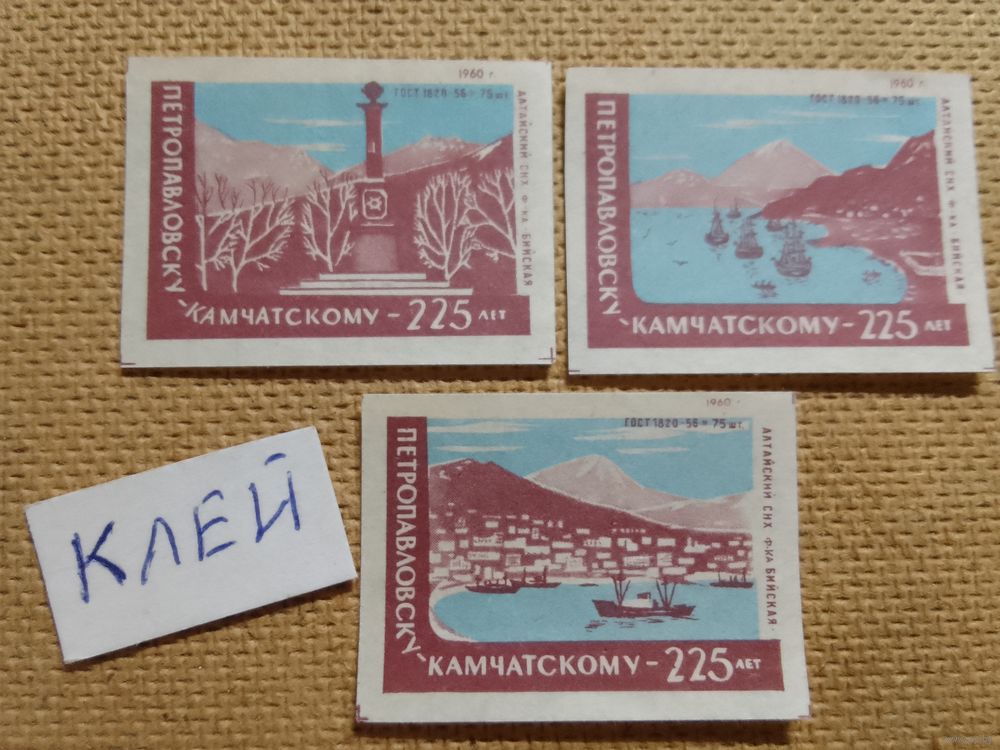 1960 г.
ГОСТ 1820-56 = 75 шт.
ПЕТРОПАВЛОВСКУ
-КАМЧАТСКОМУ - 225 ЛЕТ
АЛТАЙСКИЙ СНХ Ф-КА БИЙСКАЯ
1960 г.
ГОСТ 1820-56 = 75 шт.
ПЕТРОПАВЛОВСКУ
-КАМЧАТСКОМУ - 225 ЛЕТ
АЛТАЙСКИЙ СНХ Ф-КА БИЙСКАЯ
1960 г
ГОСТ 1820-56 = 75 шт.
ПЕТРОПАВЛОВСКУ
-КАМЧАТСКОМУ - 225 ЛЕТ
АЛТАЙСКИЙ СНХ Ф-КА БИЙСКАЯ
КЛЕЙ